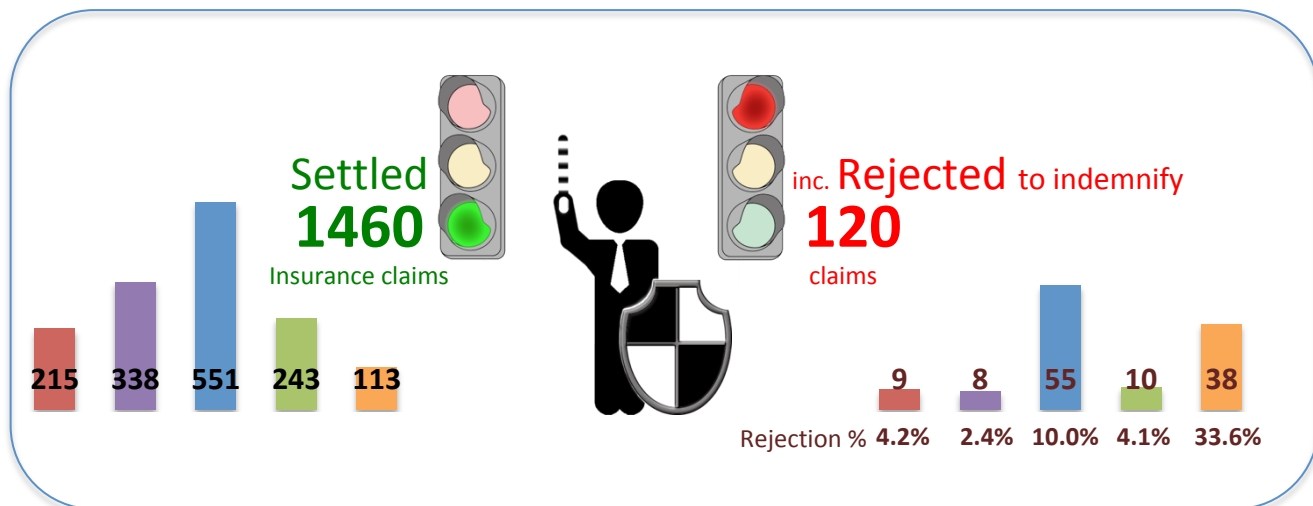 Settled
1460
Insurance claims
inc. Rejected to indemnify
120
claims
215 338 551 243 113
9 8 55 10 38
Rejection % 4.2% 2.4% 10.0% 4.1% 33.6%